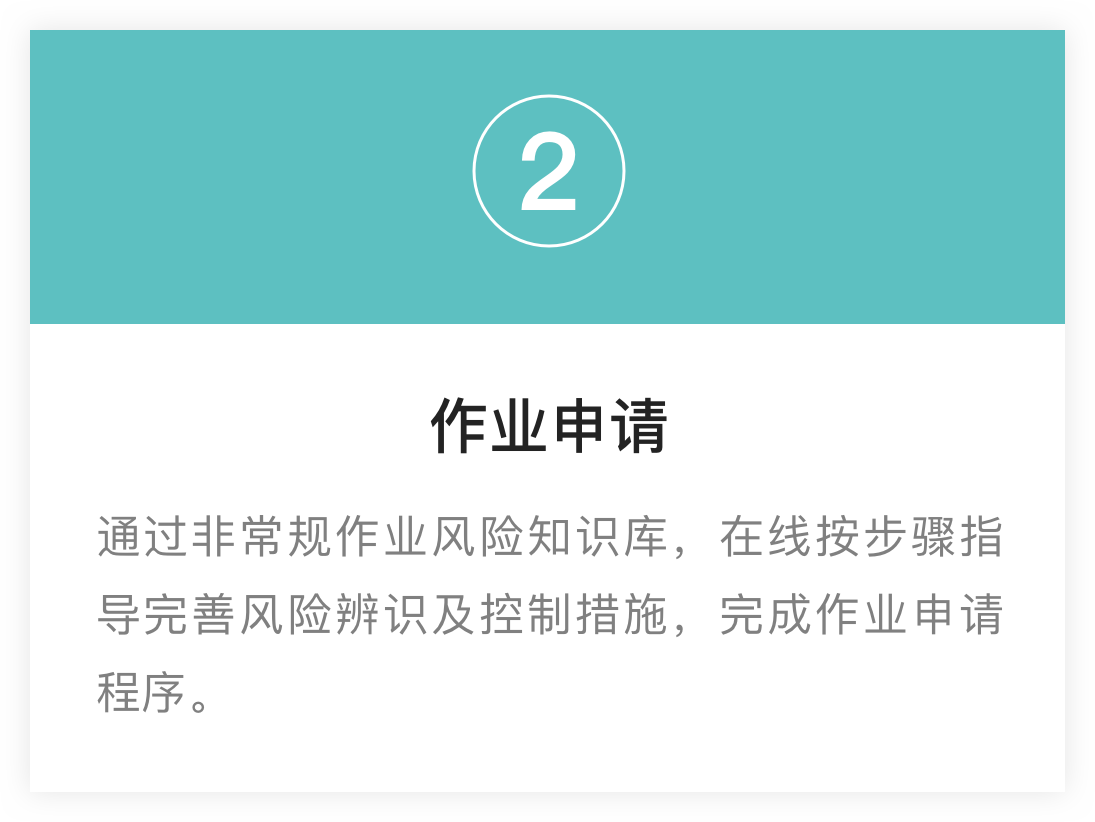 2
作业申请
通过非常规作业风险知识库，在线按步骤指
导完善风险辨识及控制措施，完成作业申请
程序。